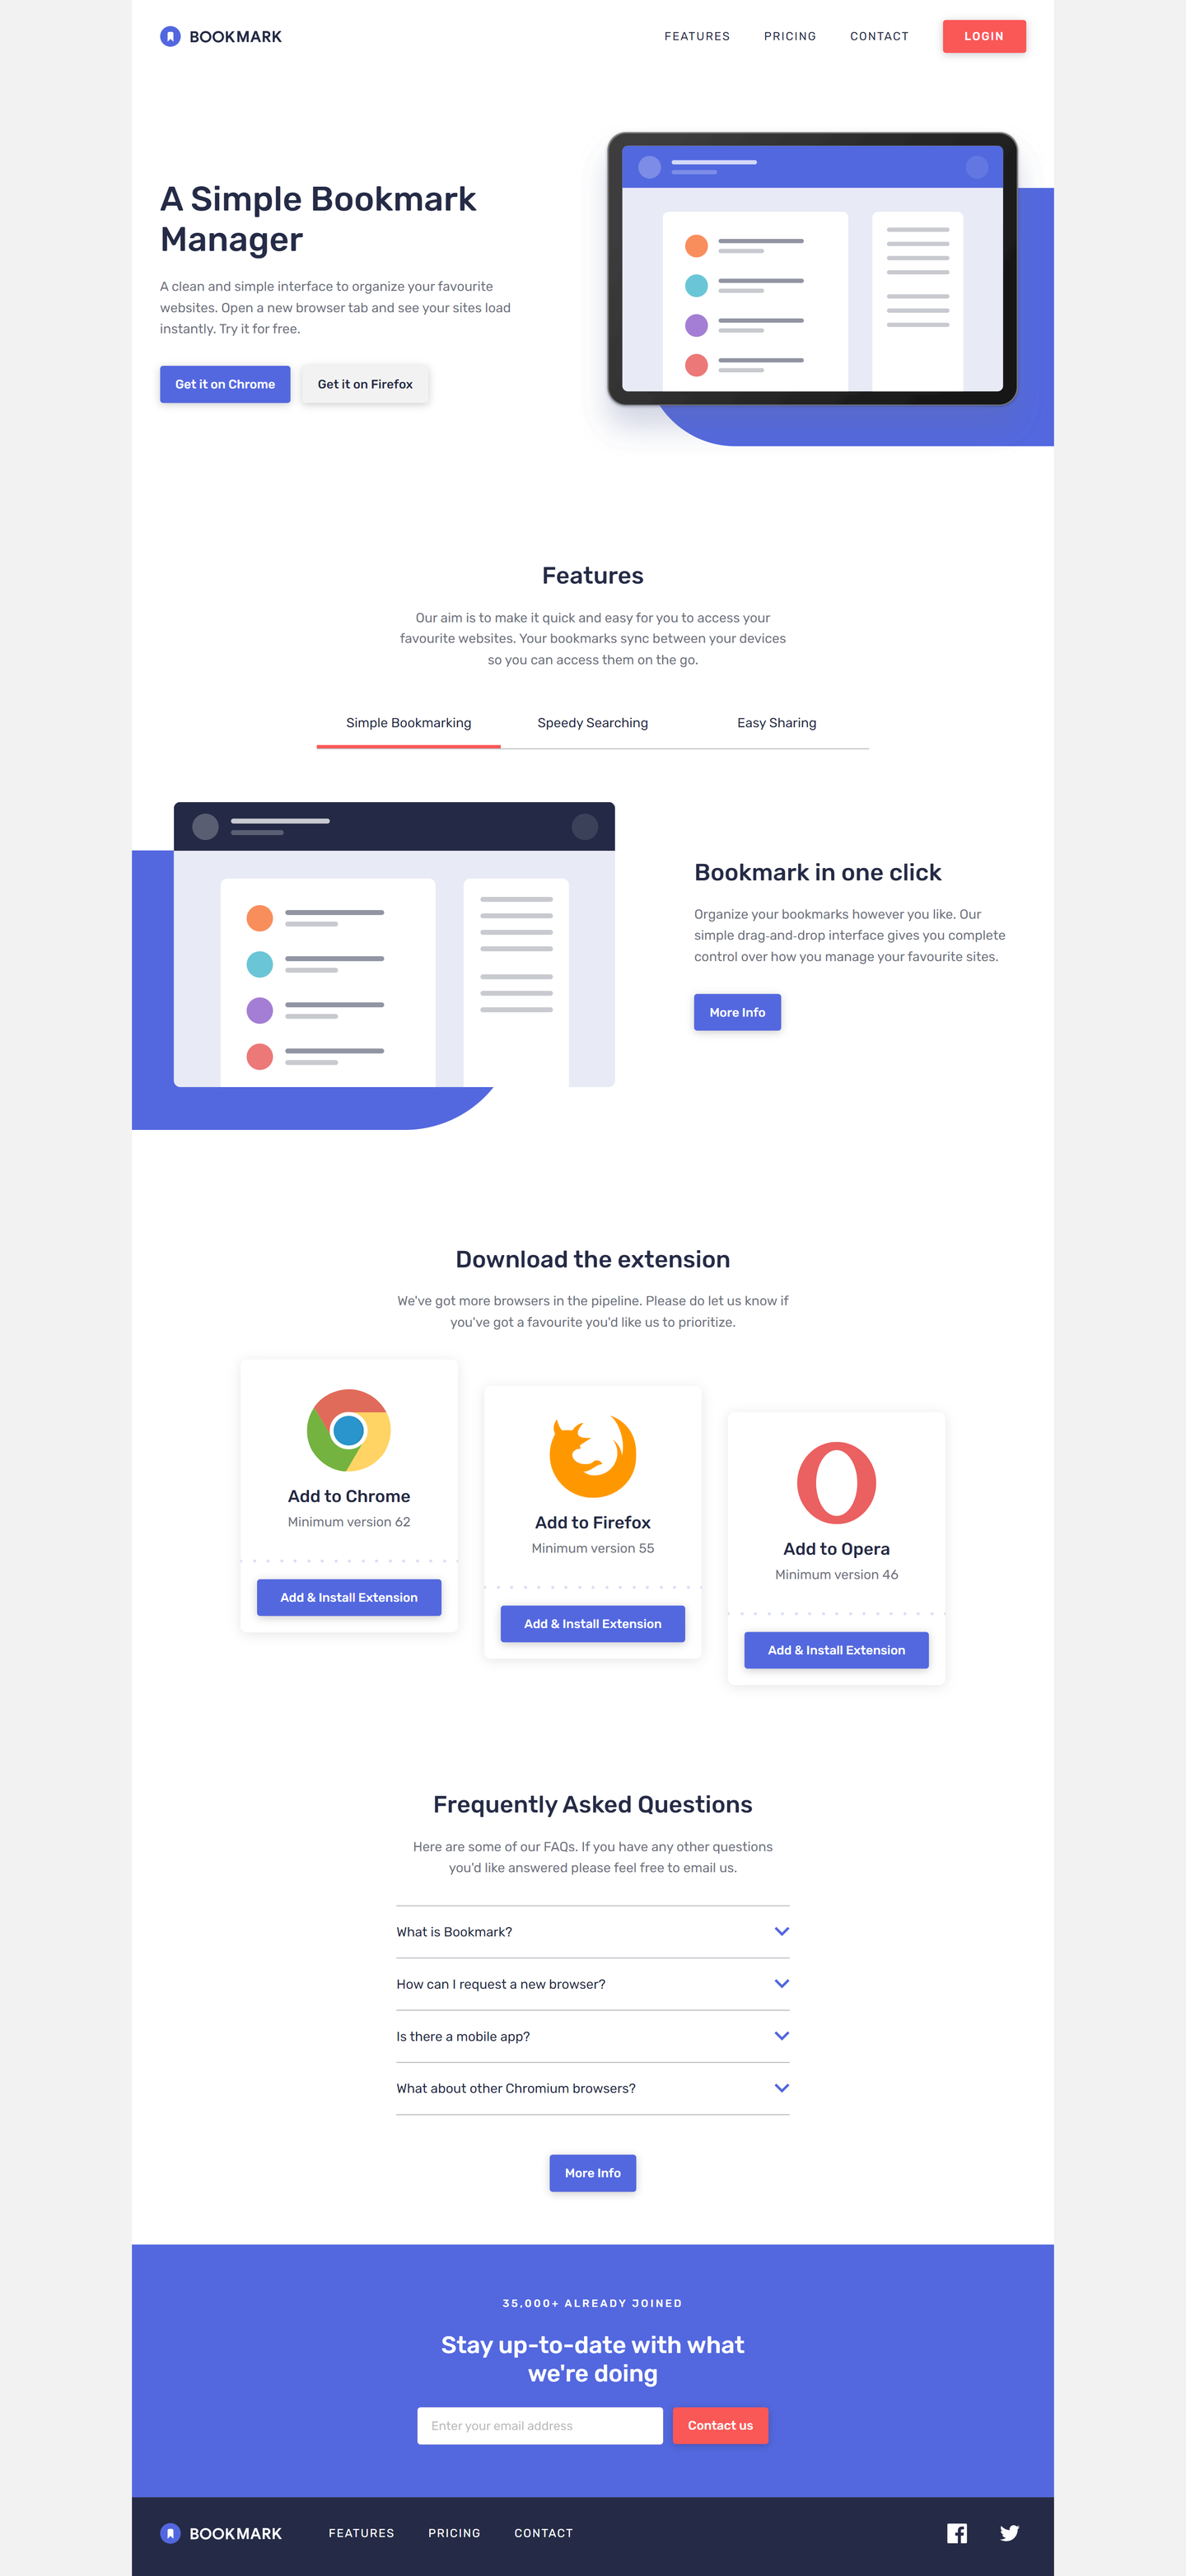 BOOKMARK
FEATURES
PRICING
CONTACT
LOGIN
A Simple Bookmark
Manager
A clean and simple interface to organize your favourite
websites. Open a new browser tab and see your sites load
instantly. Try it for free.
Get it on Chrome
Get it on Firefox
Features
Our aim is to make it quick and easy for you to access your
favourite websites. Your bookmarks sync between your devices
so you can access them on the go.
Simple Bookmarking
Speedy Searching
Easy Sharing
Bookmark in one click
Organize your bookmarks however you like. Our
simple drag-and-drop interface gives you complete
control over how you manage your favourite sites.
More Info
Download the extension
We've got more browsers in the pipeline. Please do let us know if
you've got a favourite you'd like us to prioritize.
Add to Chrome
Minimum version 62
Add & Install Extension
Add to Firefox
Minimum version 55
Add & Install Extension
Add to Opera
Minimum version 46
Add & Install Extension
Frequently Asked Questions
Here are some of our FAQs. If you have any other questions
you'd like answered please feel free to email us.
What is Bookmark?
How can I request a new browser?
Is there a mobile app?
What about other Chromium browsers?
More Info
35,000+ ALREADY JOINED
Stay up-to-date with what
we're doing
Enter your email address
Contact us
BOOKMARK
FEATURES
PRICING
CONTACT